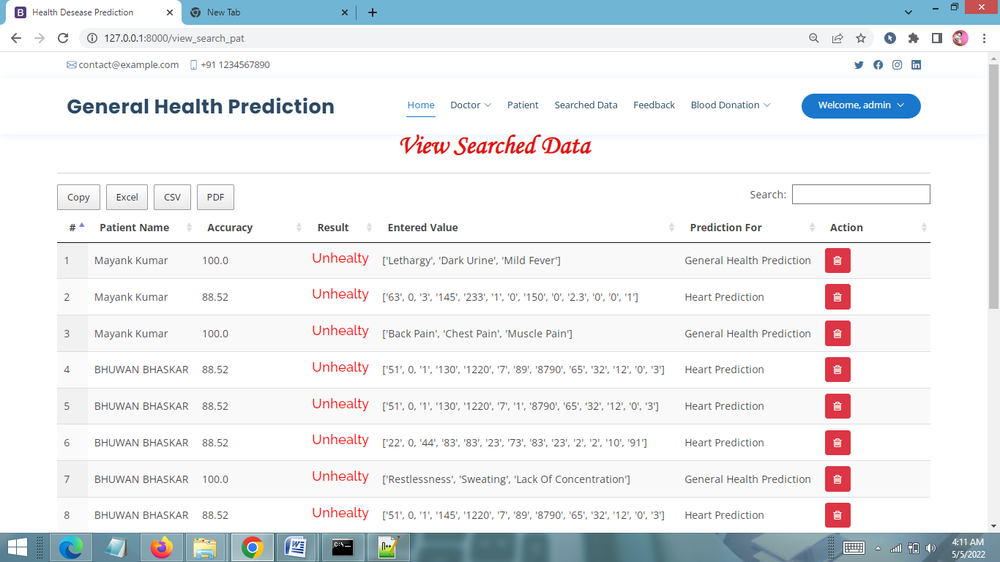 Health Desease Prediction
New Tab
127.0.0.1:8000/view_search_pat
contact@example.com +91 1234567890
General Health Prediction
Home Doctor Patient Searched Data Feedback Blood Donation Welcome, admin
View Searched Data
Copy Excel CSV PDF Search:
# Patient Name Accuracy Result Entered Value Prediction For Action
1 Mayank Kumar 100.0 Unhealty ['Lethargy', 'Dark Urine', 'Mild Fever'] General Health Prediction
2 Mayank Kumar 88.52 Unhealty ['63', 0, '3', '145', '233', '1', '0', '150', '0', '2.3', '0', '0', '1'] Heart Prediction
3 Mayank Kumar 100.0 Unhealty ['Back Pain', 'Chest Pain', 'Muscle Pain'] General Health Prediction
4 BHUWAN BHASKAR 88.52 Unhealty ['51', 0, '1', '130', '1220', '7', '89', '8790', '65', '32', '12', '0', '3'] Heart Prediction
5 BHUWAN BHASKAR 88.52 Unhealty ['51', 0, '1', '130', '1220', '7', '1', '8790', '65', '32', '12', '0', '3'] Heart Prediction
6 BHUWAN BHASKAR 88.52 Unhealty ['22', 0, '44', '83', '83', '23', '73', '83', '23', '2', '2', '10', '91'] Heart Prediction
7 BHUWAN BHASKAR 100.0 Unhealty ['Restlessness', 'Sweating', 'Lack Of Concentration'] General Health Prediction
8 BHUWAN BHASKAR 88.52 Unhealty ['51', 0, '1', '145', '1220', '7', '89', '8790', '65', '32', '12', '0', '3'] Heart Prediction
4:11 AM
5/5/2022